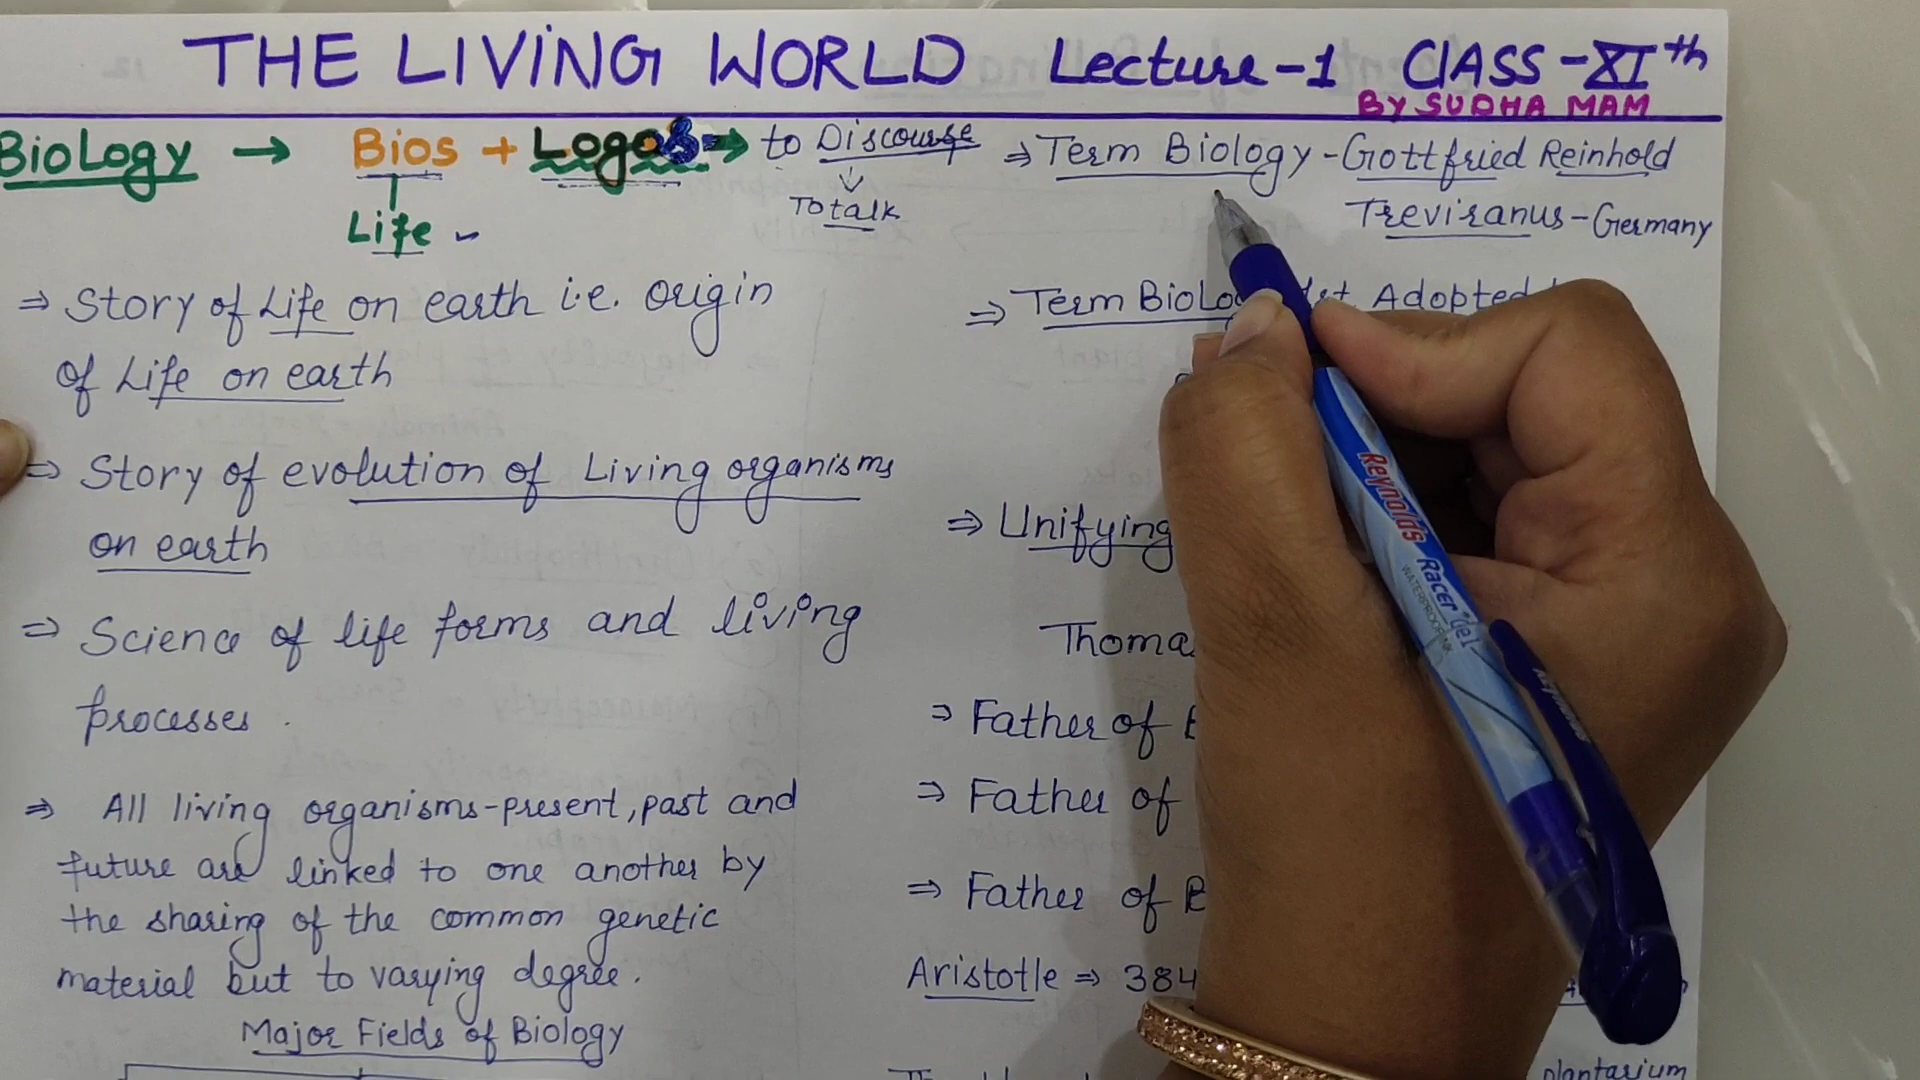 THE LIVING WORLD Lecture-1 CLASS-XIth
BY SUDHA MAM
BioLogy → Bios + Logos → to Discourse
Life
To talk
⇒ Story of Life on earth i.e. origin
of Life on earth
⇒ Story of evolution of Living organisms
on earth
⇒ Science of life forms and living
processes.
⇒ All living organisms-present, past and
future are linked to one another by
the sharing of the common genetic
material but to varying degree.
Major Fields of Biology
⇒ Term Biology - Gottfried Reinhold
Treviranus - Germany
⇒ Term Biology 1st Adopted
⇒ Unifying
⇒ Father of
⇒ Father of
⇒ Father of
Aristotle ⇒ 384
plantarium
Reynolds Racer Gel
WATERPROOF INK
Reynolds